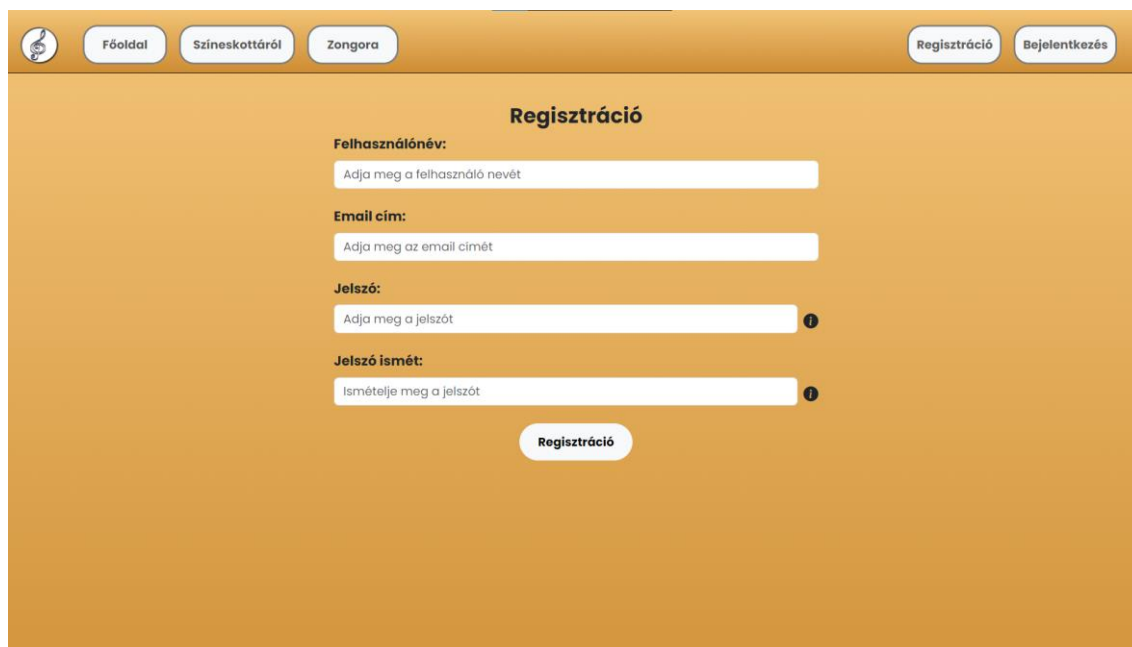 Főoldal Színeskottáról Zongora Regisztráció Bejelentkezés
Regisztráció
Felhasználónév:
Adja meg a felhasználó nevét
Email cím:
Adja meg az email címét
Jelszó:
Adja meg a jelszót
Jelszó ismét:
Ismételje meg a jelszót
Regisztráció